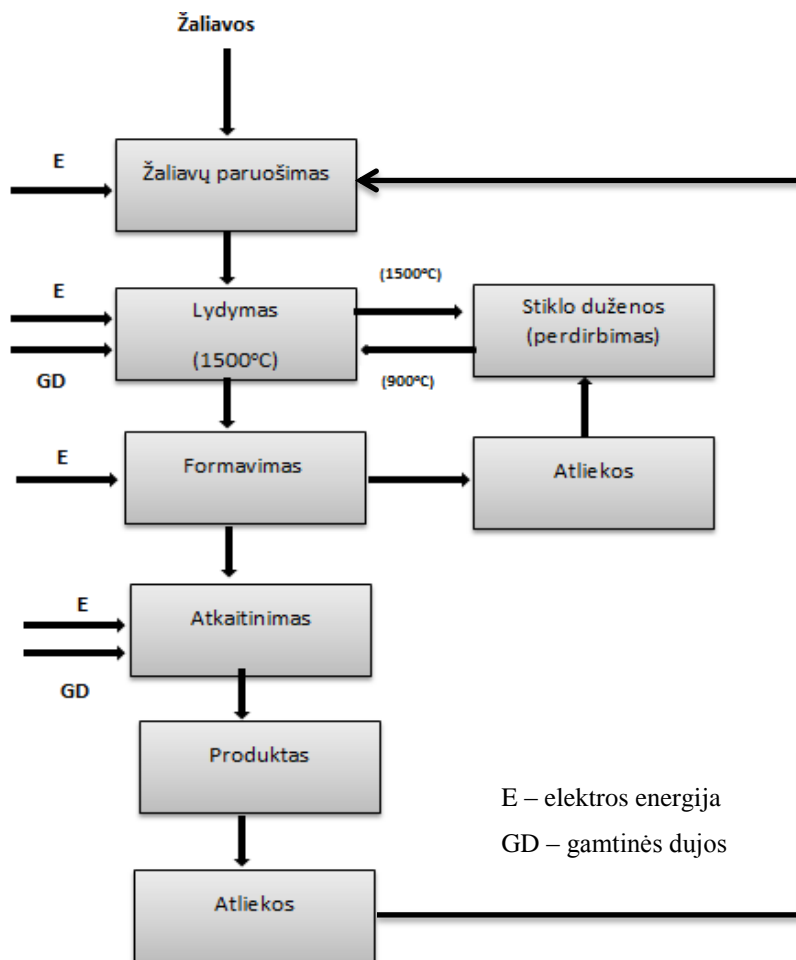 Žaliavos
E
Žaliavų paruošimas
E
GD
Lydymas
(1500°C)
(1500°C)
(900°C)
Stiklo duženos
(perdirbimas)
E
Formavimas
Atliekos
E
GD
Atkaitinimas
Produktas
E – elektros energija
GD – gamtinės dujos
Atliekos